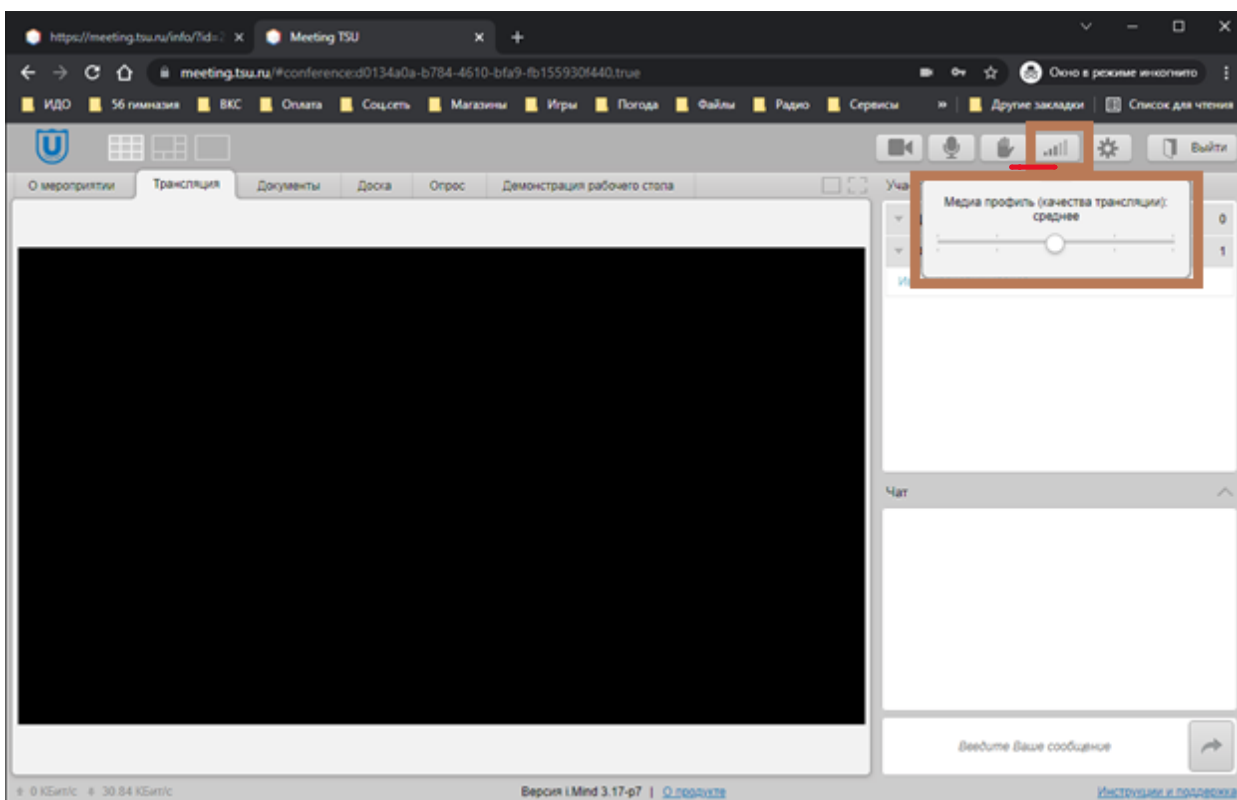 https://meeting.tsu.ru/info/?id=2 Meeting TSU
meeting.tsu.ru/#conference:d0134a0a-b784-4610-bfa9-fb155930f440.true Окно в режиме инкогнито
ИДО 56 гимназия ВКС Оплата Соц.сеть Магазины Игры Погода Файлы Радио Сервисы » Другие закладки Список для чтения
U Выйти
О мероприятии Трансляция Документы Доска Опрос Демонстрация рабочего стола
Медиа профиль (качества трансляции):
среднее
0
1
Чат
Введите Ваше сообщение
0 КБит/с 30.84 КБит/с Версия i.Mind 3.17-p7 | О продукте Инструкции и поддержка